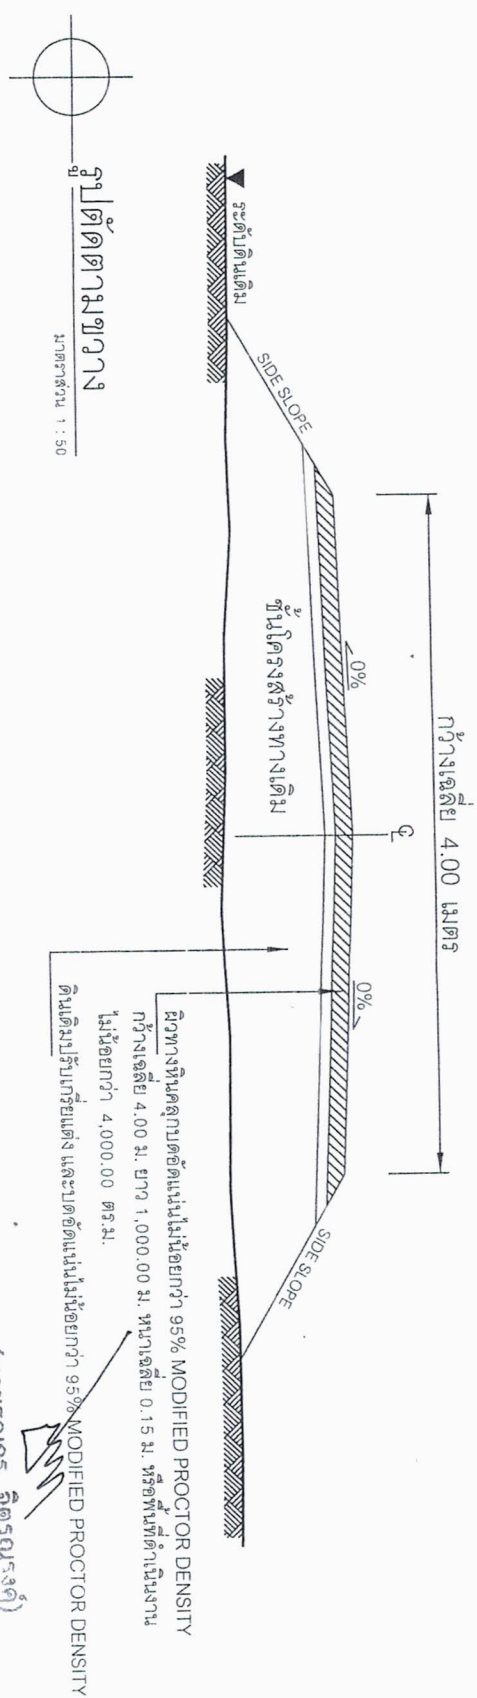 กว้างเฉลี่ย 4.00 เมตร
0%
0%
SIDE SLOPE
SIDE SLOPE
ระดับดินเดิม
ชั้นโครงสร้างทางเดิม
ผิวทางหินคลุกบดอัดแน่นไม่น้อยกว่า 95% MODIFIED PROCTOR DENSITY
กว้างเฉลี่ย 4.00 ม. ยาว 1,000.00 ม. หนาเฉลี่ย 0.15 ม. หรือพื้นที่ดำเนินงาน
ไม่น้อยกว่า 4,000.00 ตร.ม.
ดินเดิมปรับเกรียแต่ง และบดอัดแน่นไม่น้อยกว่า 95% MODIFIED PROCTOR DENSITY
รูปตัดตามขวาง
มาตราส่วน 1 : 50